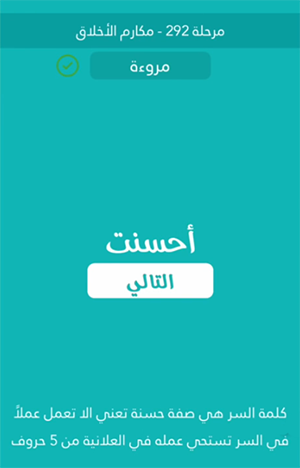 مرحلة 292 - مكارم الأخلاق
مروءة
أحسنت
التالي
كلمة السر هي صفة حسنة تعني الا تعمل عملاً
في السر تستحي عمله في العلانية من 5 حروف